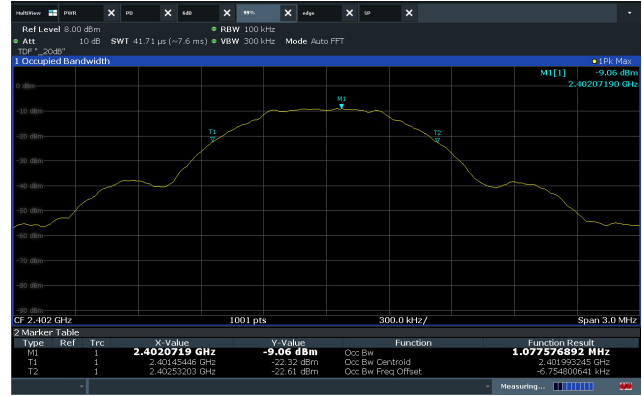 MultiView PWR X PD X 6dB X 99% X edge X SP X
Ref Level 8.00 dBm RBW 100 kHz
Att 10 dB SWT 41.71 µs (~7.6 ms) VBW 300 kHz Mode Auto FFT
TDF "_20dB"
1 Occupied Bandwidth 1Pk Max
M1[1] -9.06 dBm
2.40207190 GHz
0 dBm
M1
-10 dBm
T1 T2
-20 dBm
-30 dBm
-40 dBm
-50 dBm
-60 dBm
-70 dBm
-80 dBm
-90 dBm
CF 2.402 GHz 1001 pts 300.0 kHz/ Span 3.0 MHz
2 Marker Table
Type Ref Trc X-Value Y-Value Function Function Result
M1 1 2.4020719 GHz -9.06 dBm Occ Bw 1.077576892 MHz
T1 1 2.40145446 GHz -22.32 dBm Occ Bw Centroid 2.401993245 GHz
T2 1 2.40253203 GHz -22.61 dBm Occ Bw Freq Offset -6.754800641 kHz
Measuring...